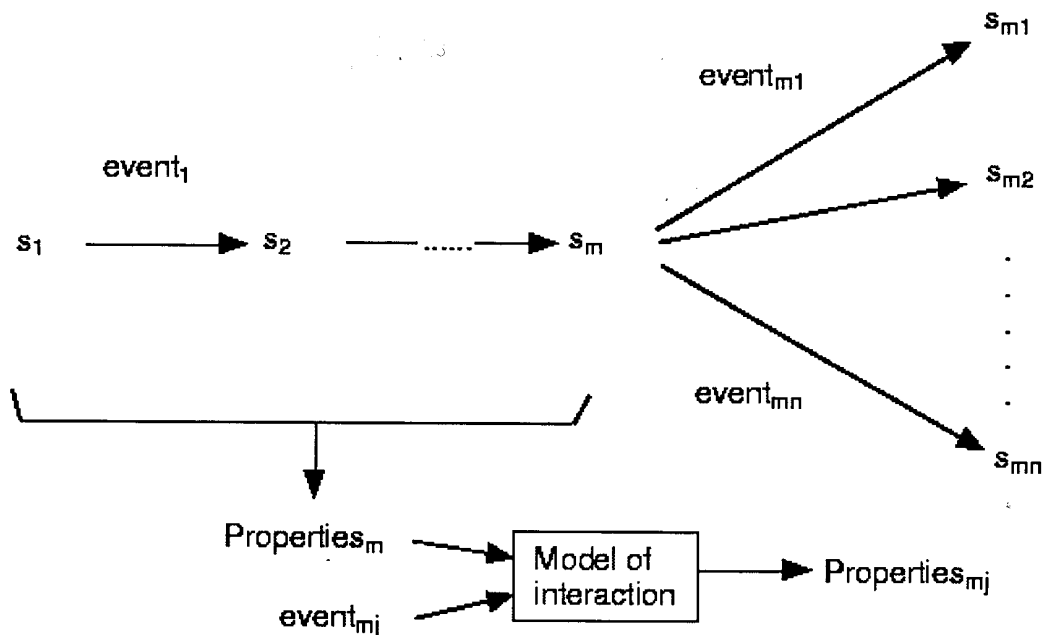 s_m1
event_m1
event_1
s_m2
s_1 s_2 ...... s_m
event_mn
s_mn
Properties_m
Model of
interaction
Properties_mj
event_mj